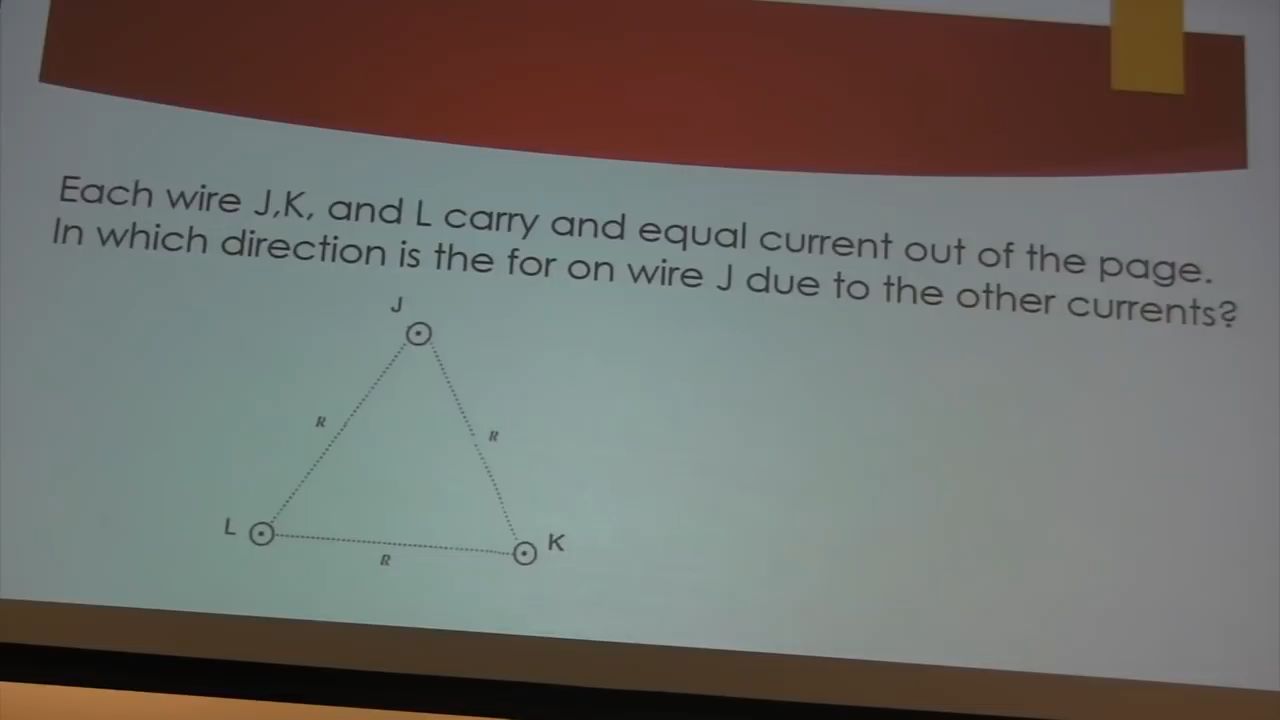 Each wire J,K, and L carry and equal current out of the page.
In which direction is the for on wire J due to the other currents?
J
R
R
L
K
R